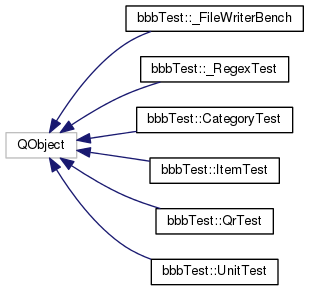 bbbTest::_FileWriterBench
bbbTest::_RegexTest
bbbTest::CategoryTest
QObject
bbbTest::ItemTest
bbbTest::QrTest
bbbTest::UnitTest